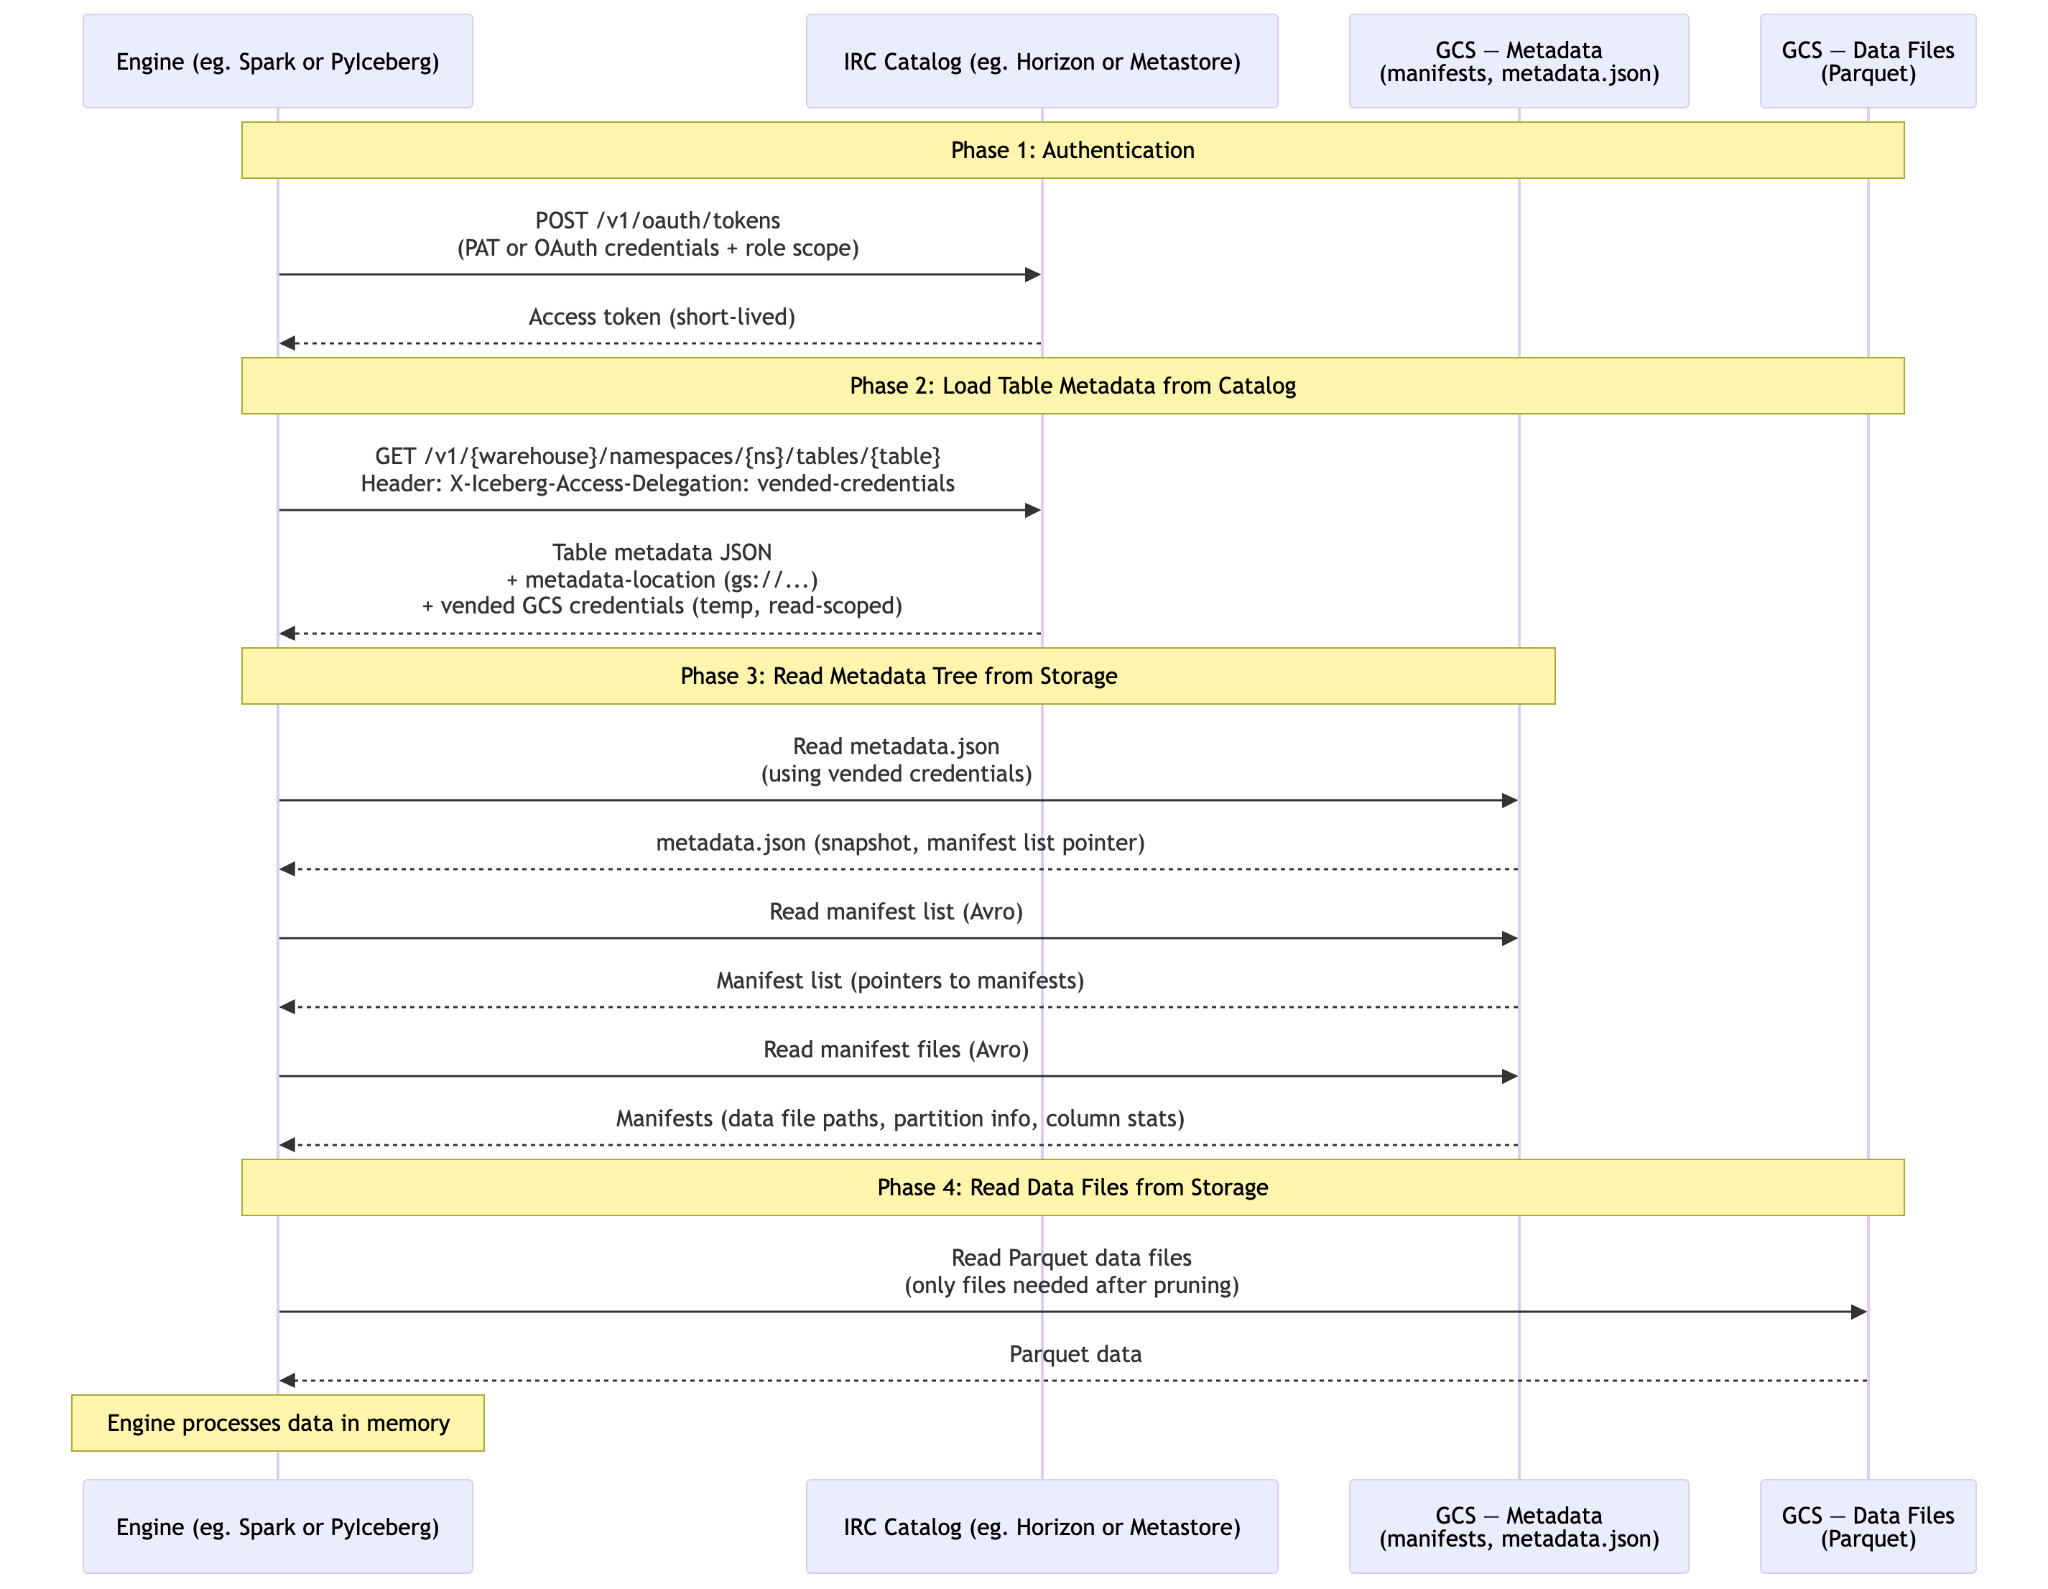 Engine (eg. Spark or PyIceberg)
IRC Catalog (eg. Horizon or Metastore)
GCS — Metadata
(manifests, metadata.json)
GCS — Data Files
(Parquet)
Phase 1: Authentication
POST /v1/oauth/tokens
(PAT or OAuth credentials + role scope)
Access token (short-lived)
Phase 2: Load Table Metadata from Catalog
GET /v1/{warehouse}/namespaces/{ns}/tables/{table}
Header: X-Iceberg-Access-Delegation: vended-credentials
Table metadata JSON
+ metadata-location (gs://...)
+ vended GCS credentials (temp, read-scoped)
Phase 3: Read Metadata Tree from Storage
Read metadata.json
(using vended credentials)
metadata.json (snapshot, manifest list pointer)
Read manifest list (Avro)
Manifest list (pointers to manifests)
Read manifest files (Avro)
Manifests (data file paths, partition info, column stats)
Phase 4: Read Data Files from Storage
Read Parquet data files
(only files needed after pruning)
Parquet data
Engine processes data in memory
Engine (eg. Spark or PyIceberg)
IRC Catalog (eg. Horizon or Metastore)
GCS — Metadata
(manifests, metadata.json)
GCS — Data Files
(Parquet)